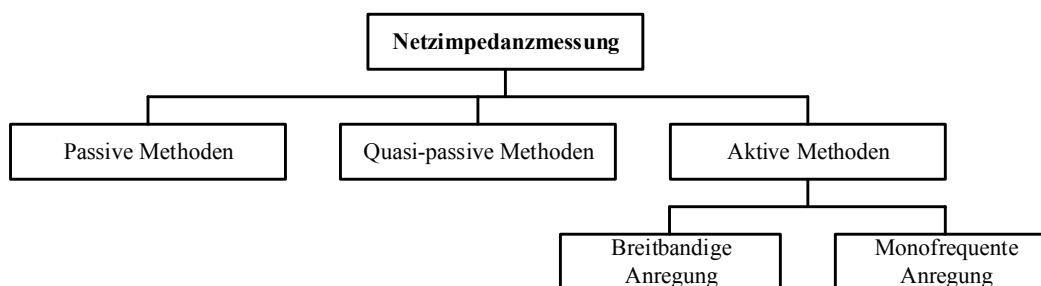 Netzimpedanzmessung
Passive Methoden
Quasi-passive Methoden
Aktive Methoden
Breitbandige
Anregung
Monofrequente
Anregung